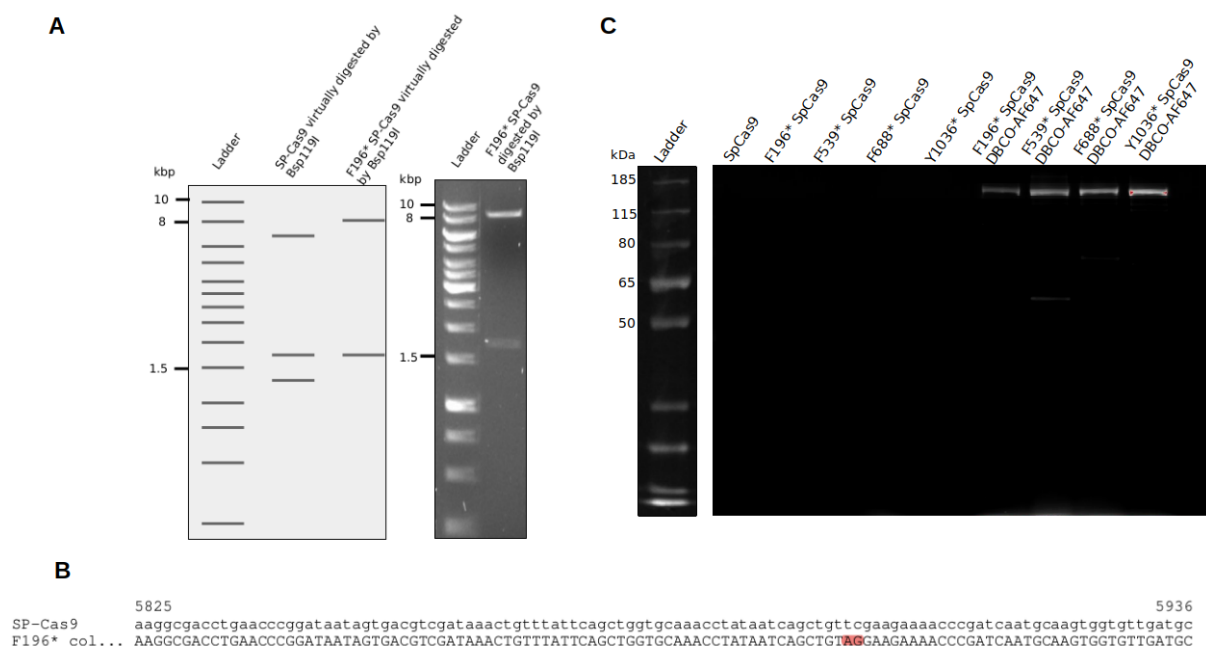 A
kbp
Ladder
SP-Cas9 virtually digested by
Bsp119I
F196* SP-Cas9 virtually digested
by Bsp119I
10
8
1.5
kbp
Ladder
F196* SP-Cas9
digested by
Bsp119I
10
8
1.5
C
kDa
Ladder
SpCas9
F196* SpCas9
F539* SpCas9
F688* SpCas9
Y1036* SpCas9
F196* SpCas9
DBCO-AF647
F539* SpCas9
DBCO-AF647
F688* SpCas9
DBCO-AF647
Y1036* SpCas9
DBCO-AF647
185
115
80
65
50
B
5825 5936
SP-Cas9 aaggcgacctgaacccggataatagtgacgtcgataaactgtttattcagctggtgcaaacctataatcagctgttcgaagaaaacccgatcaatgcaagtggtgttgatgc
F196* col... AAGGCGACCTGAACCCGGATAATAGTGACGTCGATAAACTGTTTATTCAGCTGGTGCAAACCTATAATCAGCTGTAGGAAGAAAACCCGATCAATGCAAGTGGTGTTGATGC